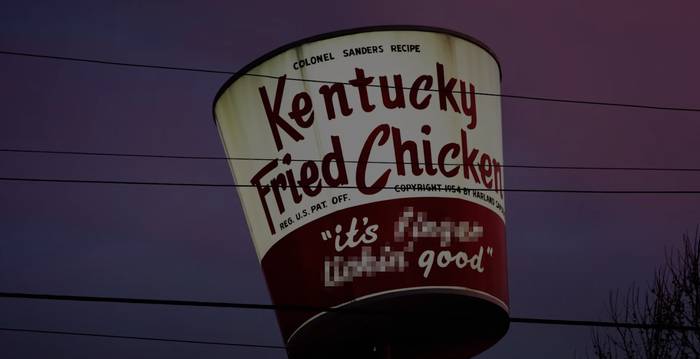 COLONEL SANDERS RECIPE
Kentucky
Fried Chicken
REG. U.S. PAT. OFF. COPYRIGHT 1954 BY HARLAND
"it's
good"